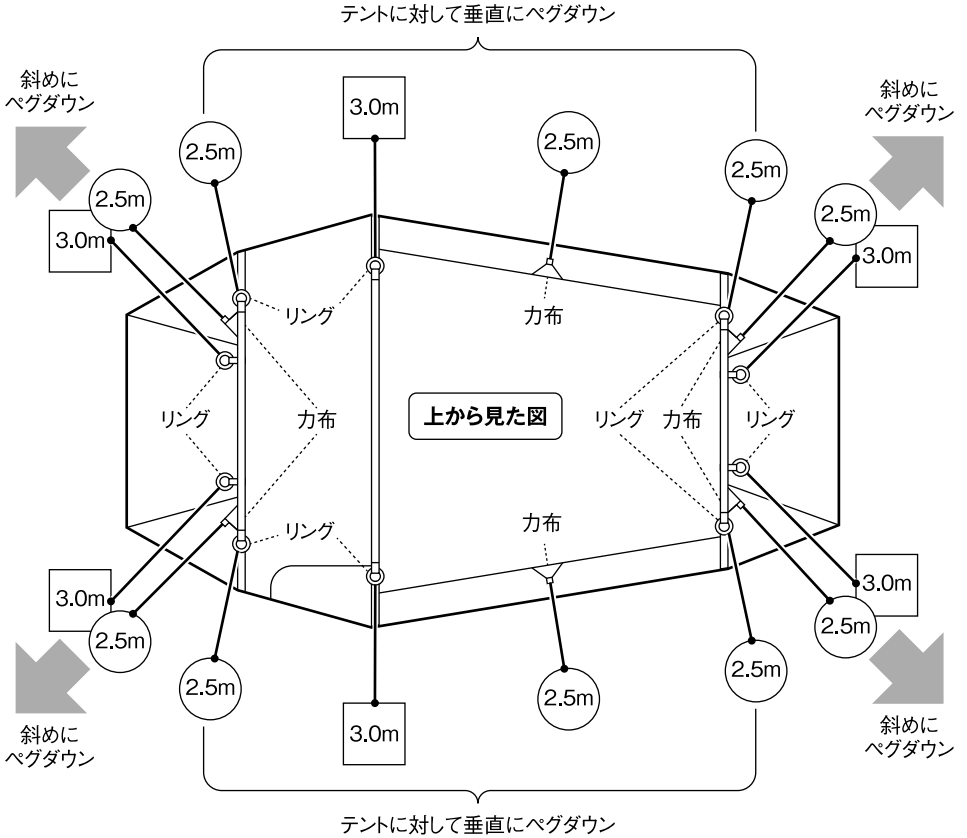 テントに対して垂直にペグダウン
斜めに
ペグダウン
斜めに
ペグダウン
3.0m
2.5m
2.5m
2.5m
2.5m
2.5m
3.0m
3.0m
リング
力布
リング
力布
上から見た図
リング
力布
リング
リング
力布
3.0m
2.5m
3.0m
2.5m
2.5m
2.5m
2.5m
3.0m
斜めに
ペグダウン
斜めに
ペグダウン
テントに対して垂直にペグダウン